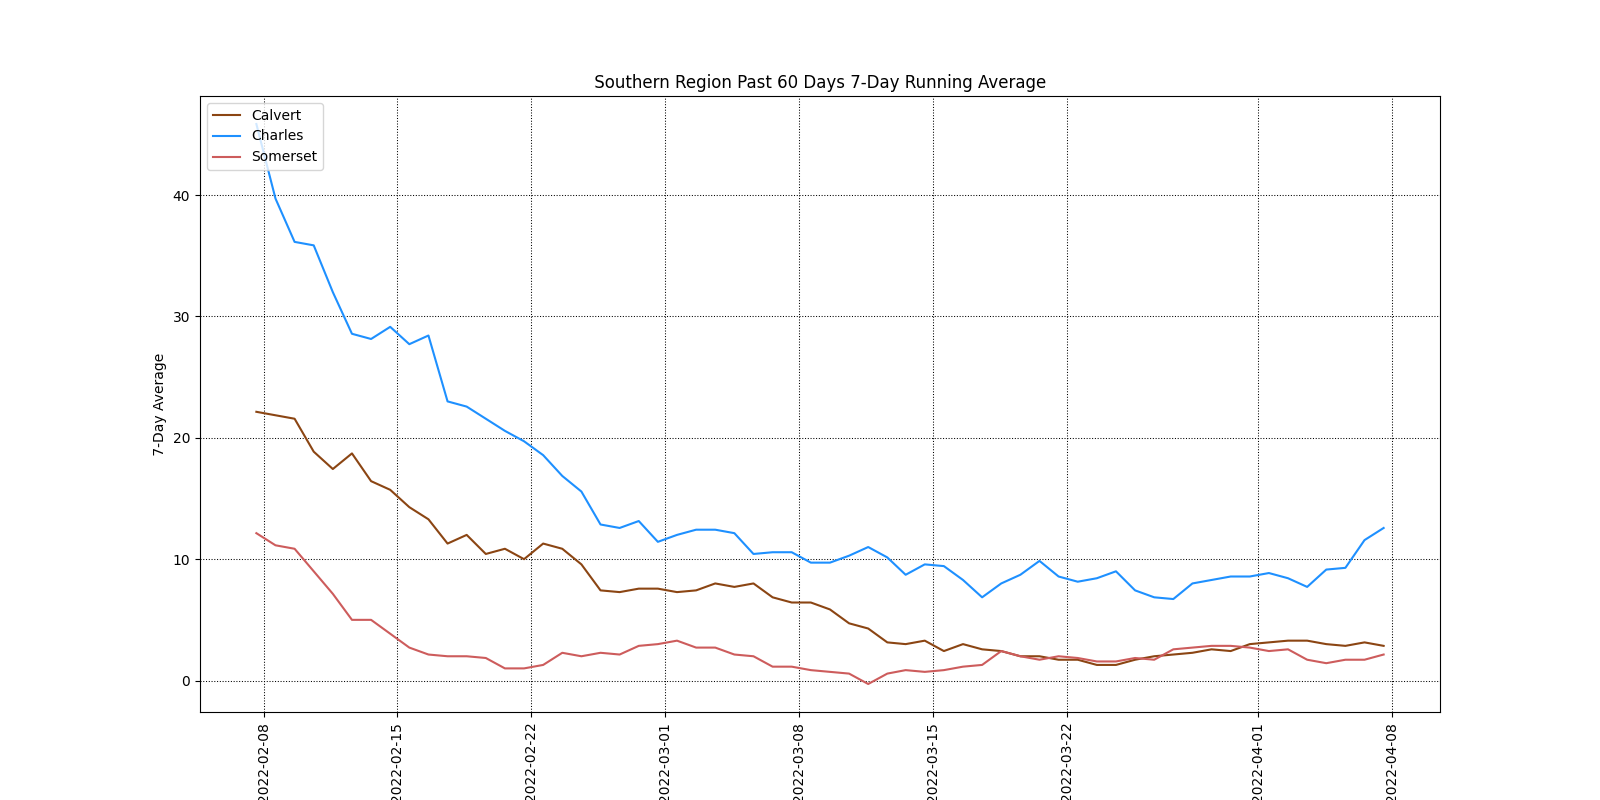 Southern Region Past 60 Days 7-Day Running Average
Calvert
Charles
Somerset
7-Day Average
40
30
20
10
0
2022-02-08
2022-02-15
2022-02-22
2022-03-01
2022-03-08
2022-03-15
2022-03-22
2022-04-01
2022-04-08